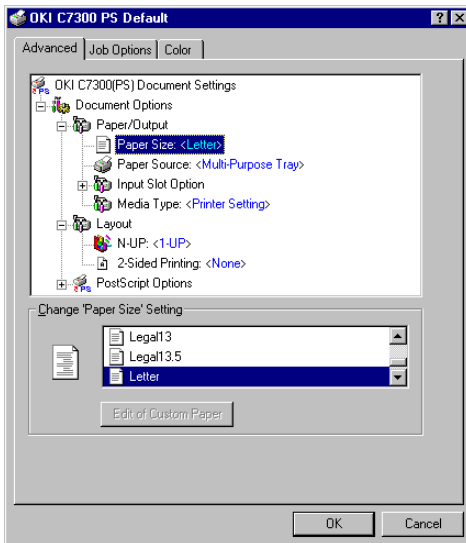 OKI C7300 PS Default
Advanced Job Options Color
OKI C7300(PS) Document Settings
Document Options
Paper/Output
Paper Size: <Letter>
Paper Source: <Multi-Purpose Tray>
Input Slot Option
Media Type: <Printer Setting>
Layout
N-UP: <1-UP>
2-Sided Printing: <None>
PostScript Options
Change 'Paper Size' Setting
Legal13
Legal13.5
Letter
Edit of Custom Paper
OK Cancel